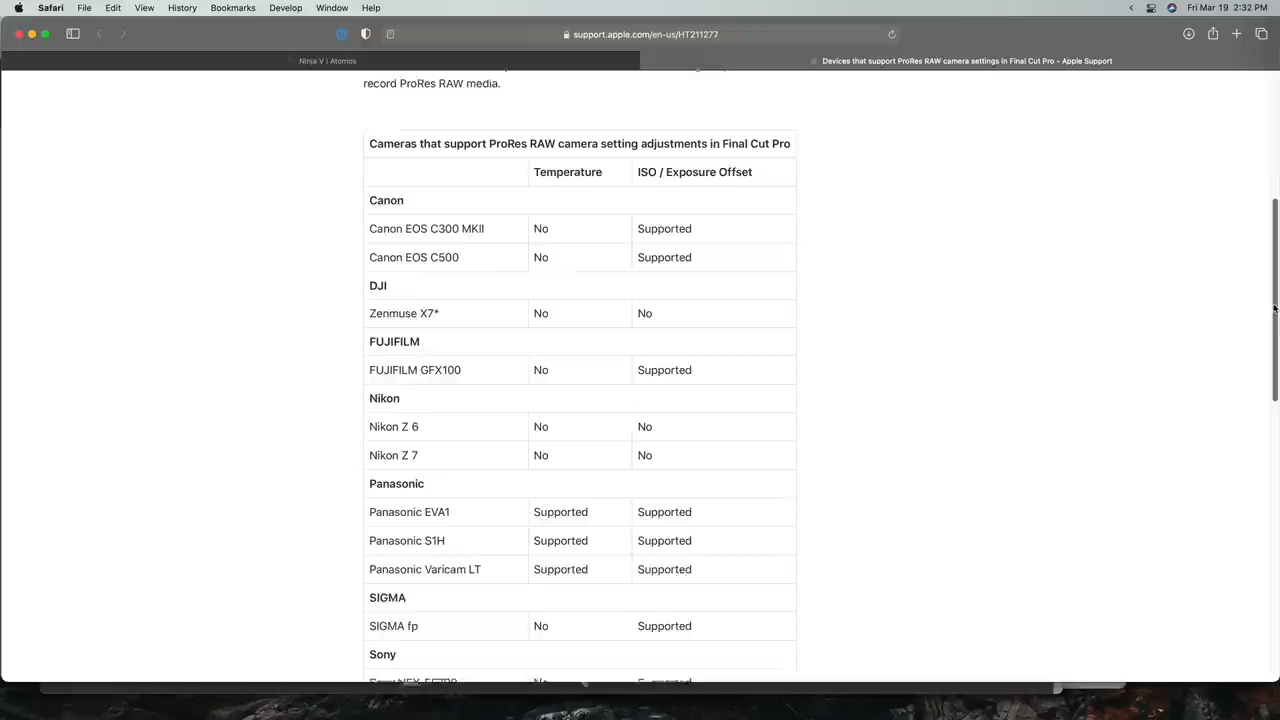 Safari File Edit View History Bookmarks Develop Window Help Fri Mar 19 2:32 PM
support.apple.com/en-us/HT211277
Ninja V | Atomos Devices that support ProRes RAW camera settings in Final Cut Pro - Apple Support
record ProRes RAW media.
Cameras that support ProRes RAW camera setting adjustments in Final Cut Pro
Temperature ISO / Exposure Offset
Canon
Canon EOS C300 MKII No Supported
Canon EOS C500 No Supported
DJI
Zenmuse X7* No No
FUJIFILM
FUJIFILM GFX100 No Supported
Nikon
Nikon Z 6 No No
Nikon Z 7 No No
Panasonic
Panasonic EVA1 Supported Supported
Panasonic S1H Supported Supported
Panasonic Varicam LT Supported Supported
SIGMA
SIGMA fp No Supported
Sony